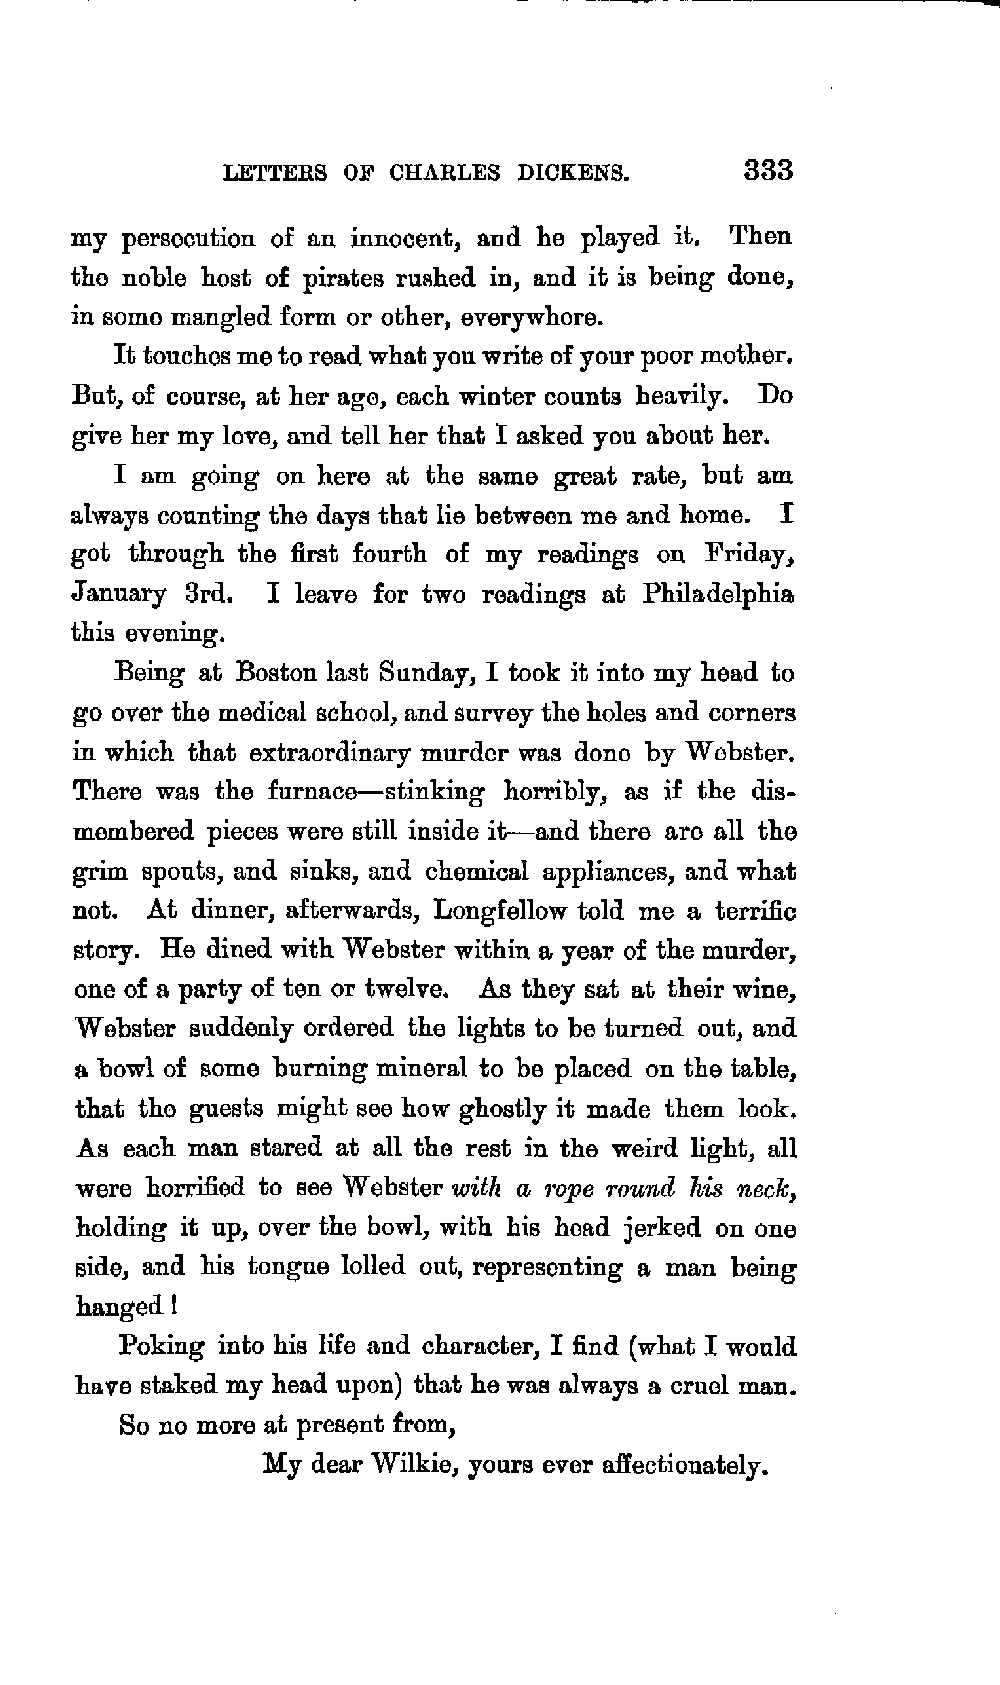 LETTERS OF CHARLES DICKENS. 333
my persecution of an innocent, and he played it. Then
the noble host of pirates rushed in, and it is being done,
in some mangled form or other, everywhere.
It touches me to read what you write of your poor mother.
But, of course, at her age, each winter counts heavily. Do
give her my love, and tell her that I asked you about her.
I am going on here at the same great rate, but am
always counting the days that lie between me and home. I
got through the first fourth of my readings on Friday,
January 3rd. I leave for two readings at Philadelphia
this evening.
Being at Boston last Sunday, I took it into my head to
go over the medical school, and survey the holes and corners
in which that extraordinary murder was done by Webster.
There was the furnace—stinking horribly, as if the dis-
membered pieces were still inside it—and there are all the
grim spouts, and sinks, and chemical appliances, and what
not. At dinner, afterwards, Longfellow told me a terrific
story. He dined with Webster within a year of the murder,
one of a party of ten or twelve. As they sat at their wine,
Webster suddenly ordered the lights to be turned out, and
a bowl of some burning mineral to be placed on the table,
that the guests might see how ghostly it made them look.
As each man stared at all the rest in the weird light, all
were horrified to see Webster with a rope round his neck,
holding it up, over the bowl, with his head jerked on one
side, and his tongue lolled out, representing a man being
hanged!
Poking into his life and character, I find (what I would
have staked my head upon) that he was always a cruel man.
So no more at present from,
My dear Wilkie, yours ever affectionately.